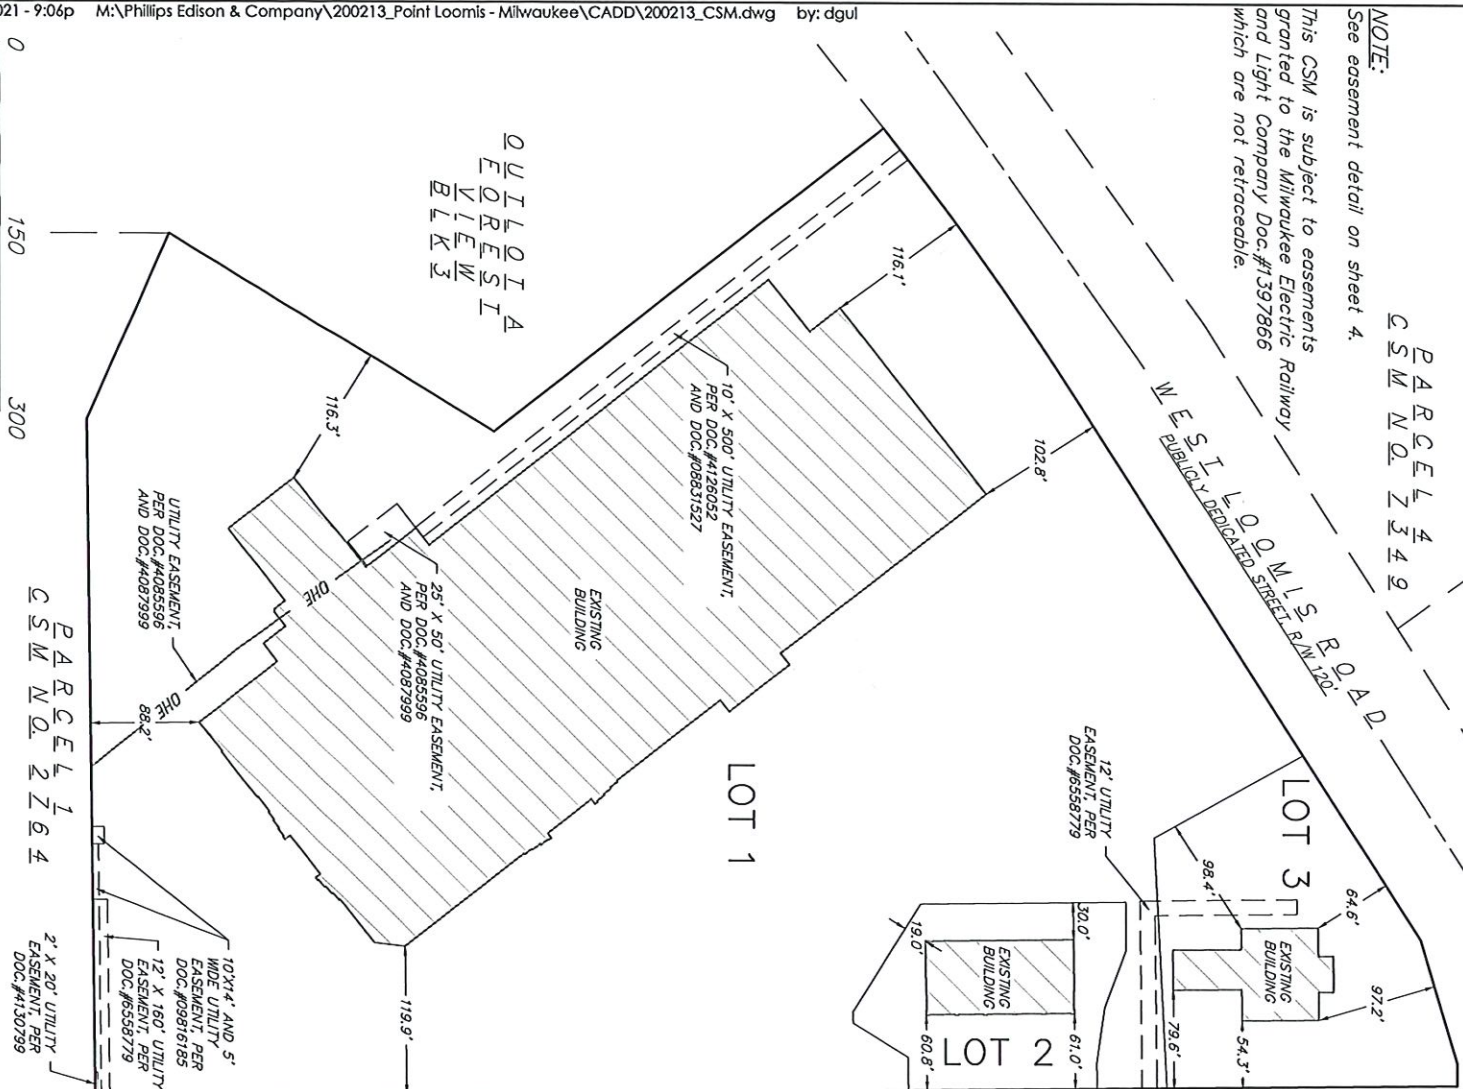 021 - 9:06p M:\Phillips Edison & Company\200213_Point Loomis - Milwaukee\CADD\200213_CSM.dwg by: dgul
NOTE:
See easement detail on sheet 4.
This CSM is subject to easements
granted to the Milwaukee Electric Railway
and Light Company Doc.#1397866
which are not retraceable.
PARCEL 4
CSM NO. 7349
WEST LOOMIS ROAD
PUBLICLY DEDICATED STREET, R/W 120'
OUTLOT A
FOREST
VIEW
BLK 3
0
150
300
116.1'
102.8'
116.3'
10' X 500' UTILITY EASEMENT,
PER DOC.#4126052
AND DOC.#08831527
EXISTING
BUILDING
25' X 50' UTILITY EASEMENT,
PER DOC.#4085596
AND DOC.#4087999
UTILITY EASEMENT,
PER DOC.#4085596
AND DOC.#4087999
OHE
OHE
88.2'
PARCEL 1
CSM NO. 2764
LOT 1
12' UTILITY
EASEMENT, PER
DOC.#6558779
LOT 3
98.4'
64.6'
97.2'
EXISTING
BUILDING
79.6'
54.3'
30.0'
19.0'
EXISTING
BUILDING
LOT 2
61.0'
60.8'
119.9'
10'X14' AND 5'
WIDE UTILITY
EASEMENT, PER
DOC.#09816185
12' X 160' UTILITY
EASEMENT, PER
DOC.#6558779
2' X 20' UTILITY
EASEMENT, PER
DOC.#4130799